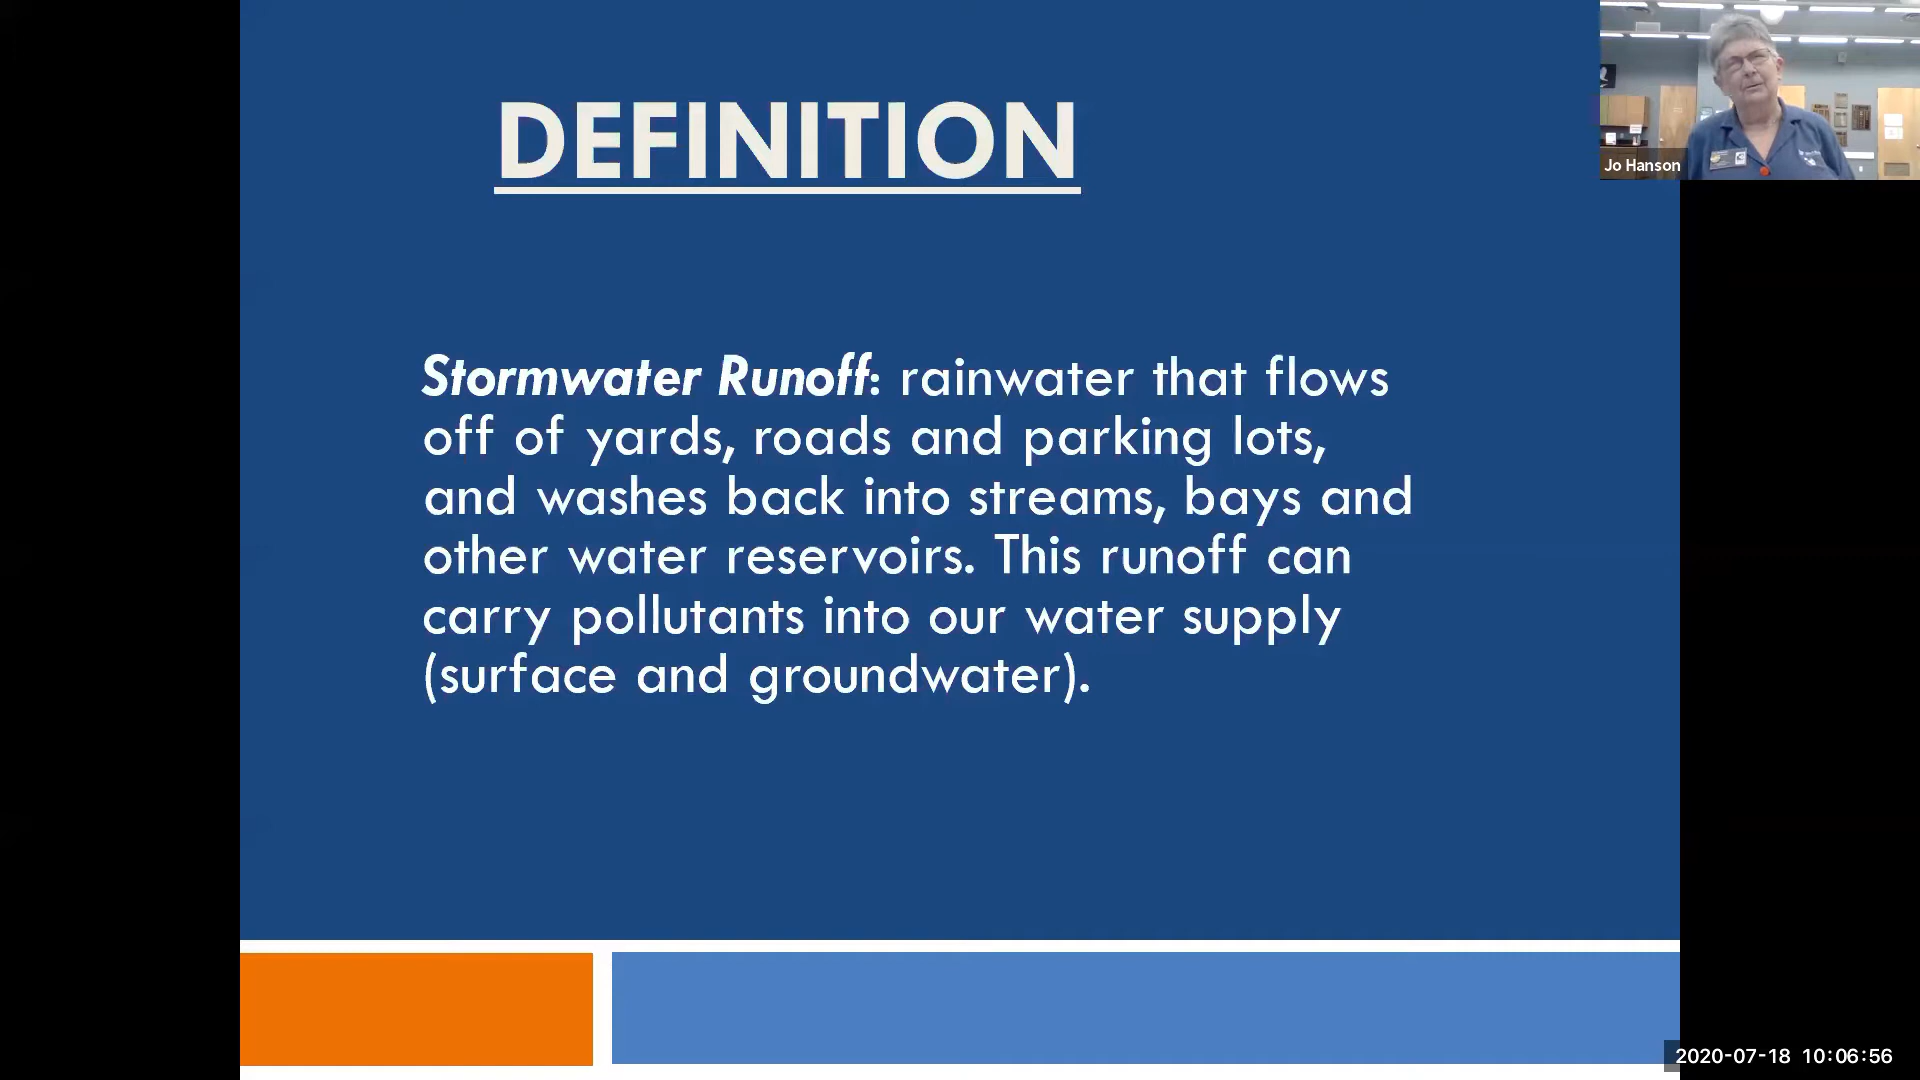 DEFINITION
Stormwater Runoff: rainwater that flows
off of yards, roads and parking lots,
and washes back into streams, bays and
other water reservoirs. This runoff can
carry pollutants into our water supply
(surface and groundwater).
Jo Hanson
2020-07-18 10:06:56